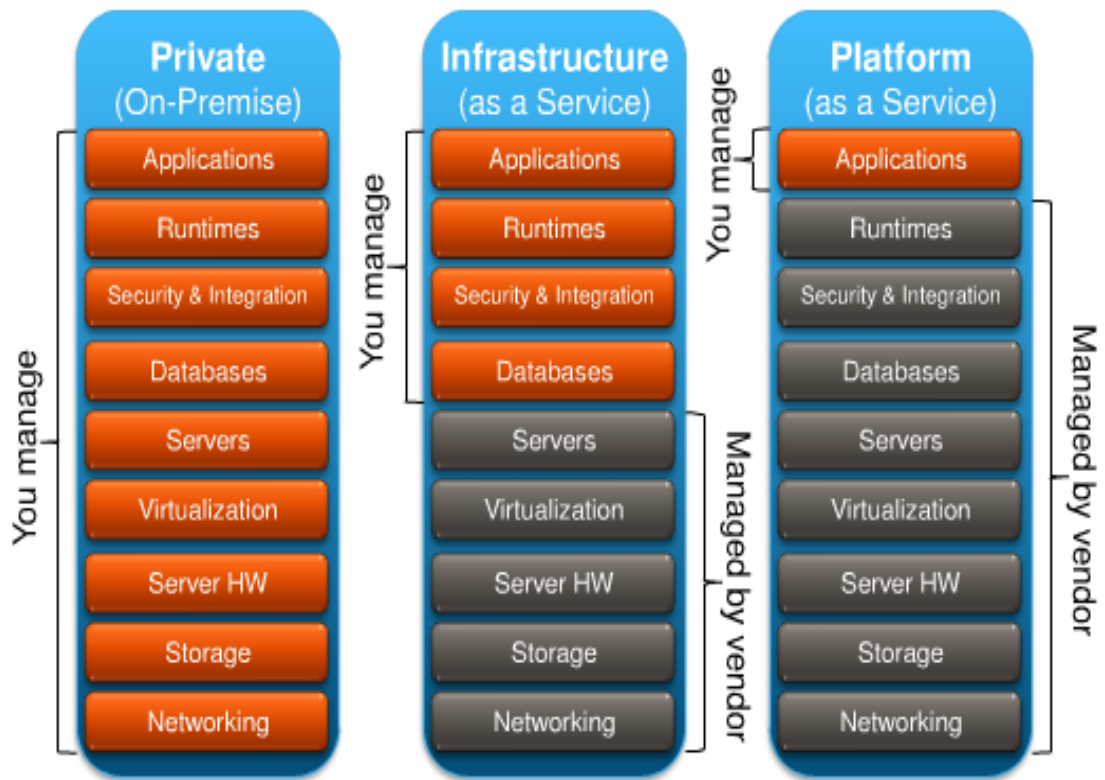 Private
(On-Premise)
Applications
Runtimes
Security & Integration
Databases
Servers
Virtualization
Server HW
Storage
Networking
You manage
Infrastructure
(as a Service)
Applications
Runtimes
Security & Integration
Databases
Servers
Virtualization
Server HW
Storage
Networking
You manage
Managed by vendor
Platform
(as a Service)
Applications
Runtimes
Security & Integration
Databases
Servers
Virtualization
Server HW
Storage
Networking
You manage
Managed by vendor